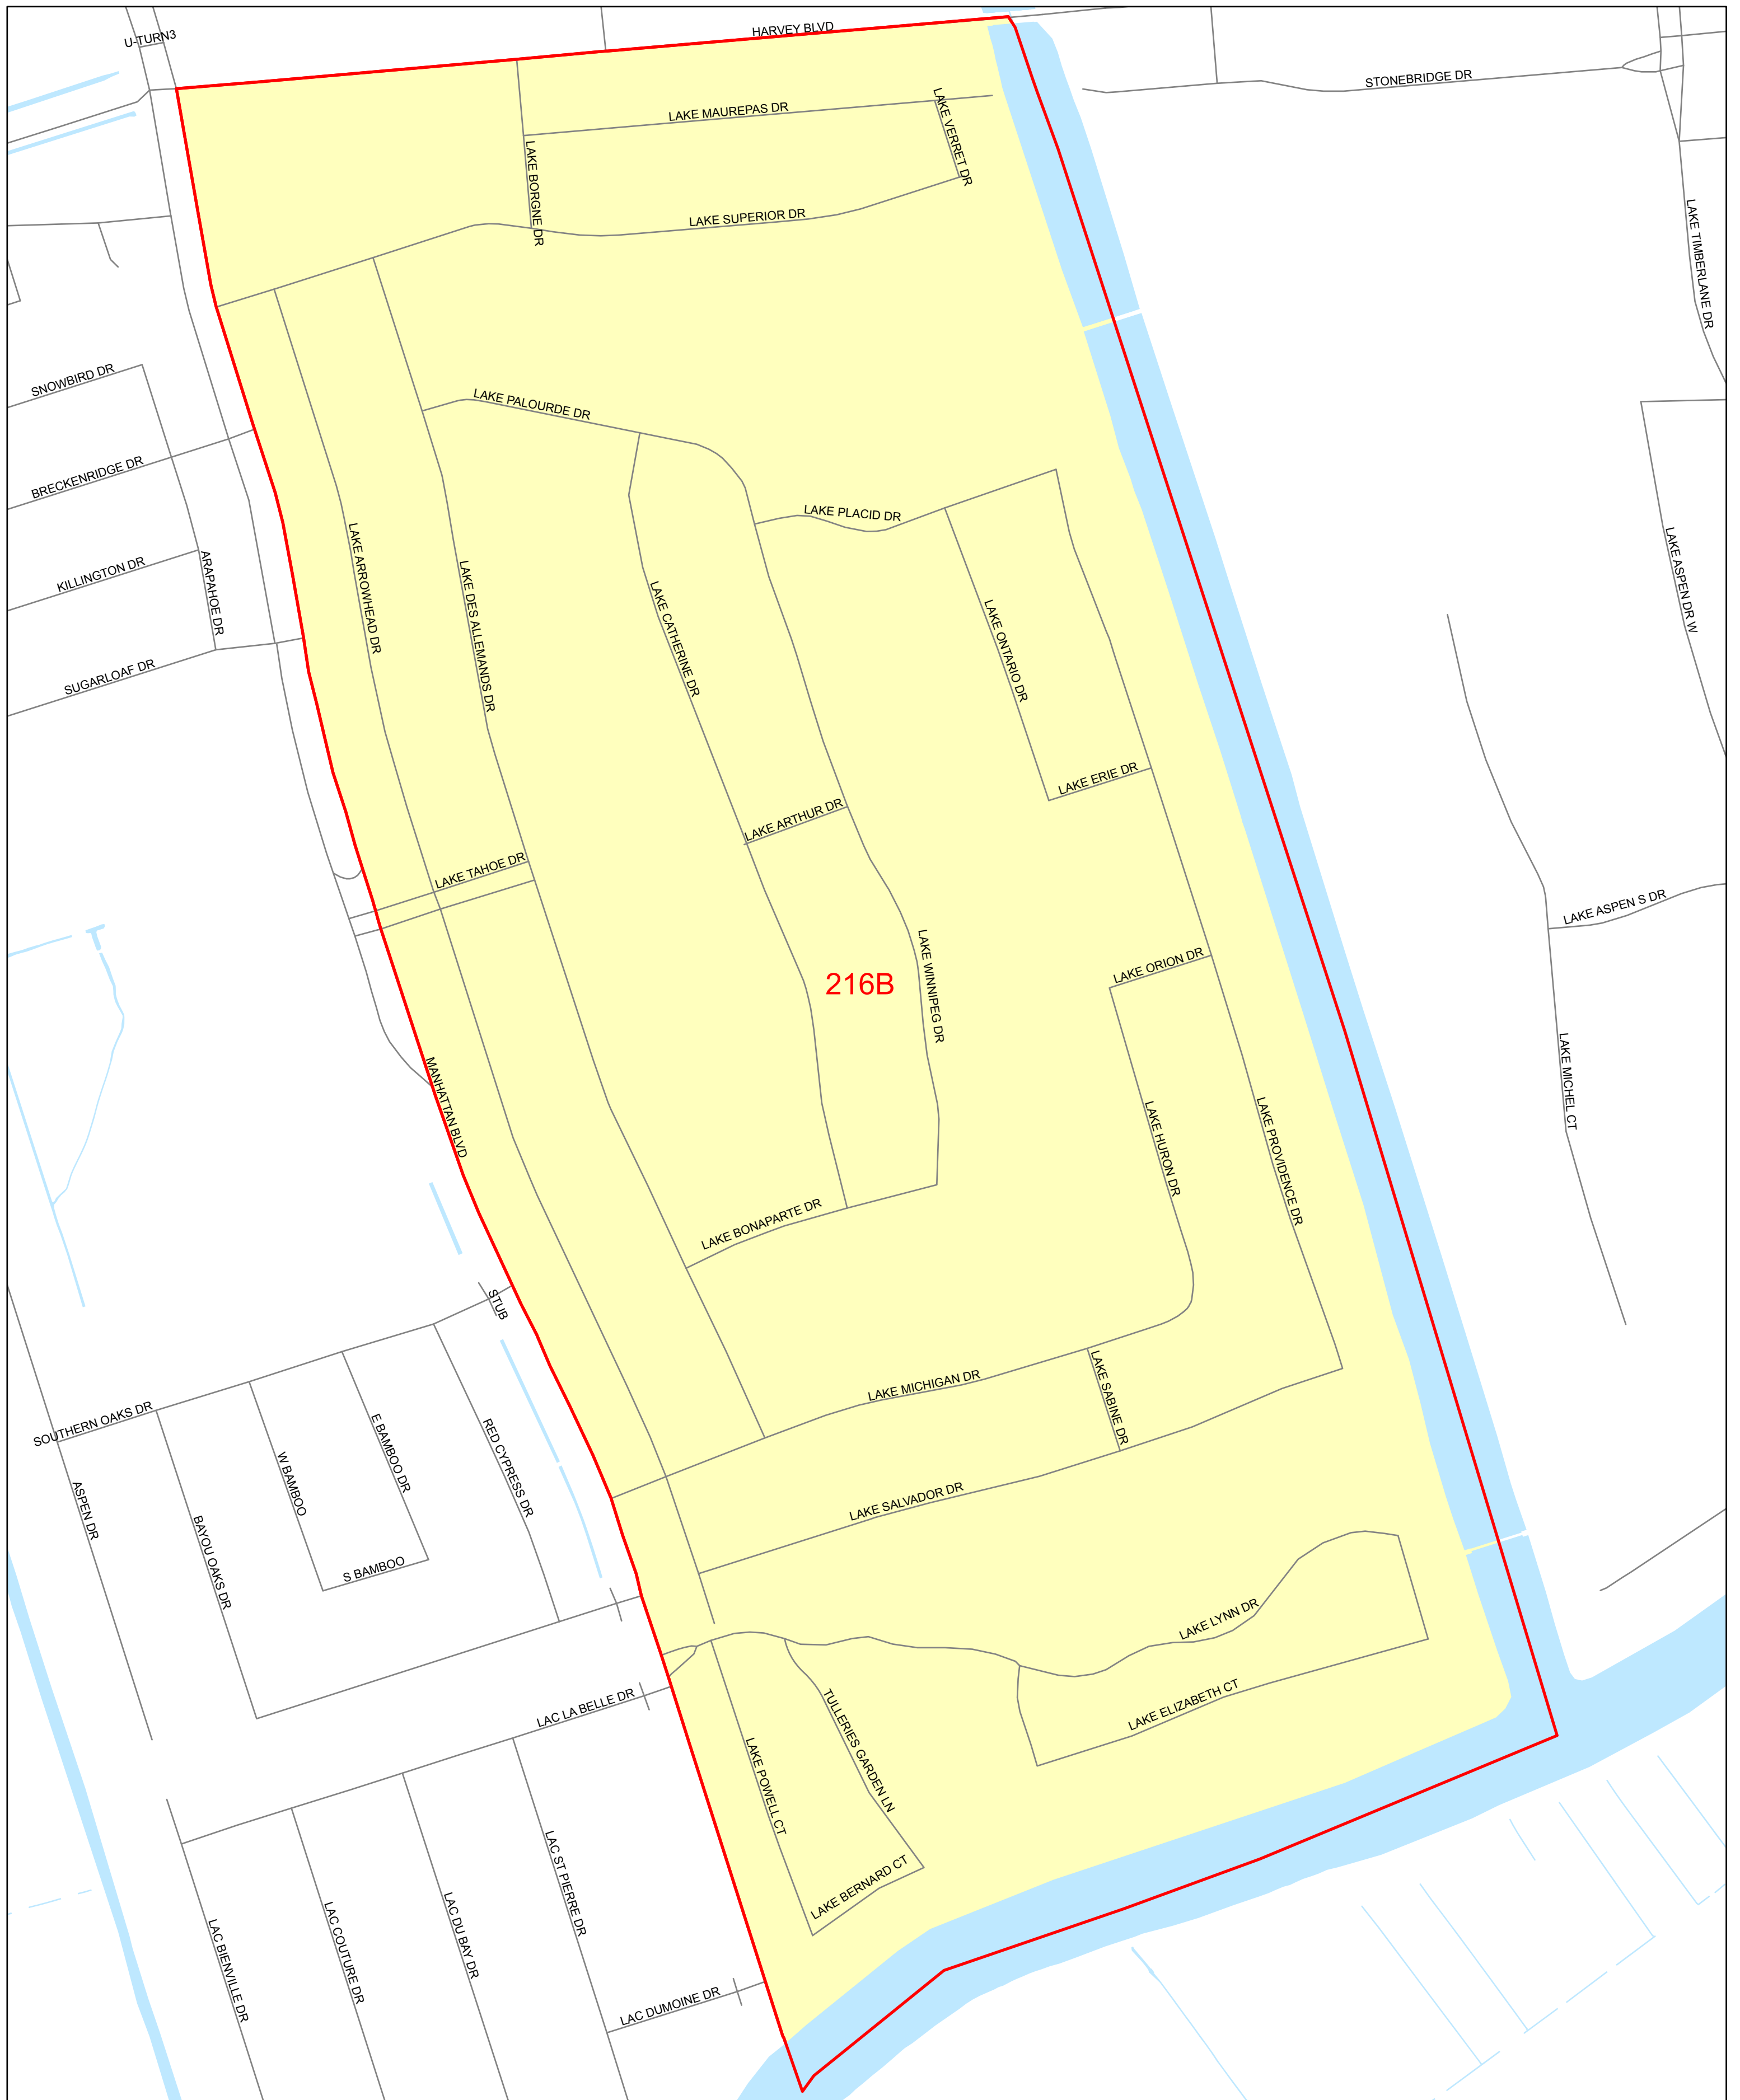 HARVEY BLVD
U-TURN3
STONEBRIDGE DR
LAKE MAUREPAS DR
LAKE VERRET DR
LAKE BORGNE DR
LAKE SUPERIOR DR
LAKE TIMBERLANE DR
SNOWBIRD DR
LAKE PALOURDE DR
BRECKENRIDGE DR
LAKE PLACID DR
LAKE ARROWHEAD DR
LAKE ASPEN DR W
KILLINGTON DR
ARAPAHOE DR
LAKE DES ALLEMANDS DR
LAKE CATHERINE DR
LAKE ONTARIO DR
SUGARLOAF DR
LAKE ERIE DR
LAKE ARTHUR DR
LAKE TAHOE DR
LAKE ASPEN S DR
LAKE WINNIPEG DR
LAKE ORION DR
216B
LAKE MICHEL CT
MANHATTAN BLVD
LAKE HURON DR
LAKE PROVIDENCE DR
LAKE BONAPARTE DR
STUB
LAKE MICHIGAN DR
LAKE SABINE DR
SOUTHERN OAKS DR
E BAMBOO DR
RED CYPRESS DR
W BAMBOO
ASPEN DR
LAKE SALVADOR DR
BAYOU OAKS DR
S BAMBOO
LAKE LYNN DR
LAC LA BELLE DR
TULLERIES GARDEN LN
LAKE ELIZABETH CT
LAKE POWELL CT
LAC ST PIERRE DR
LAKE BERNARD CT
LAC DU BAY DR
LAC COUTURE DR
LAC BIENVILLE DR
LAC DUMOINE DR